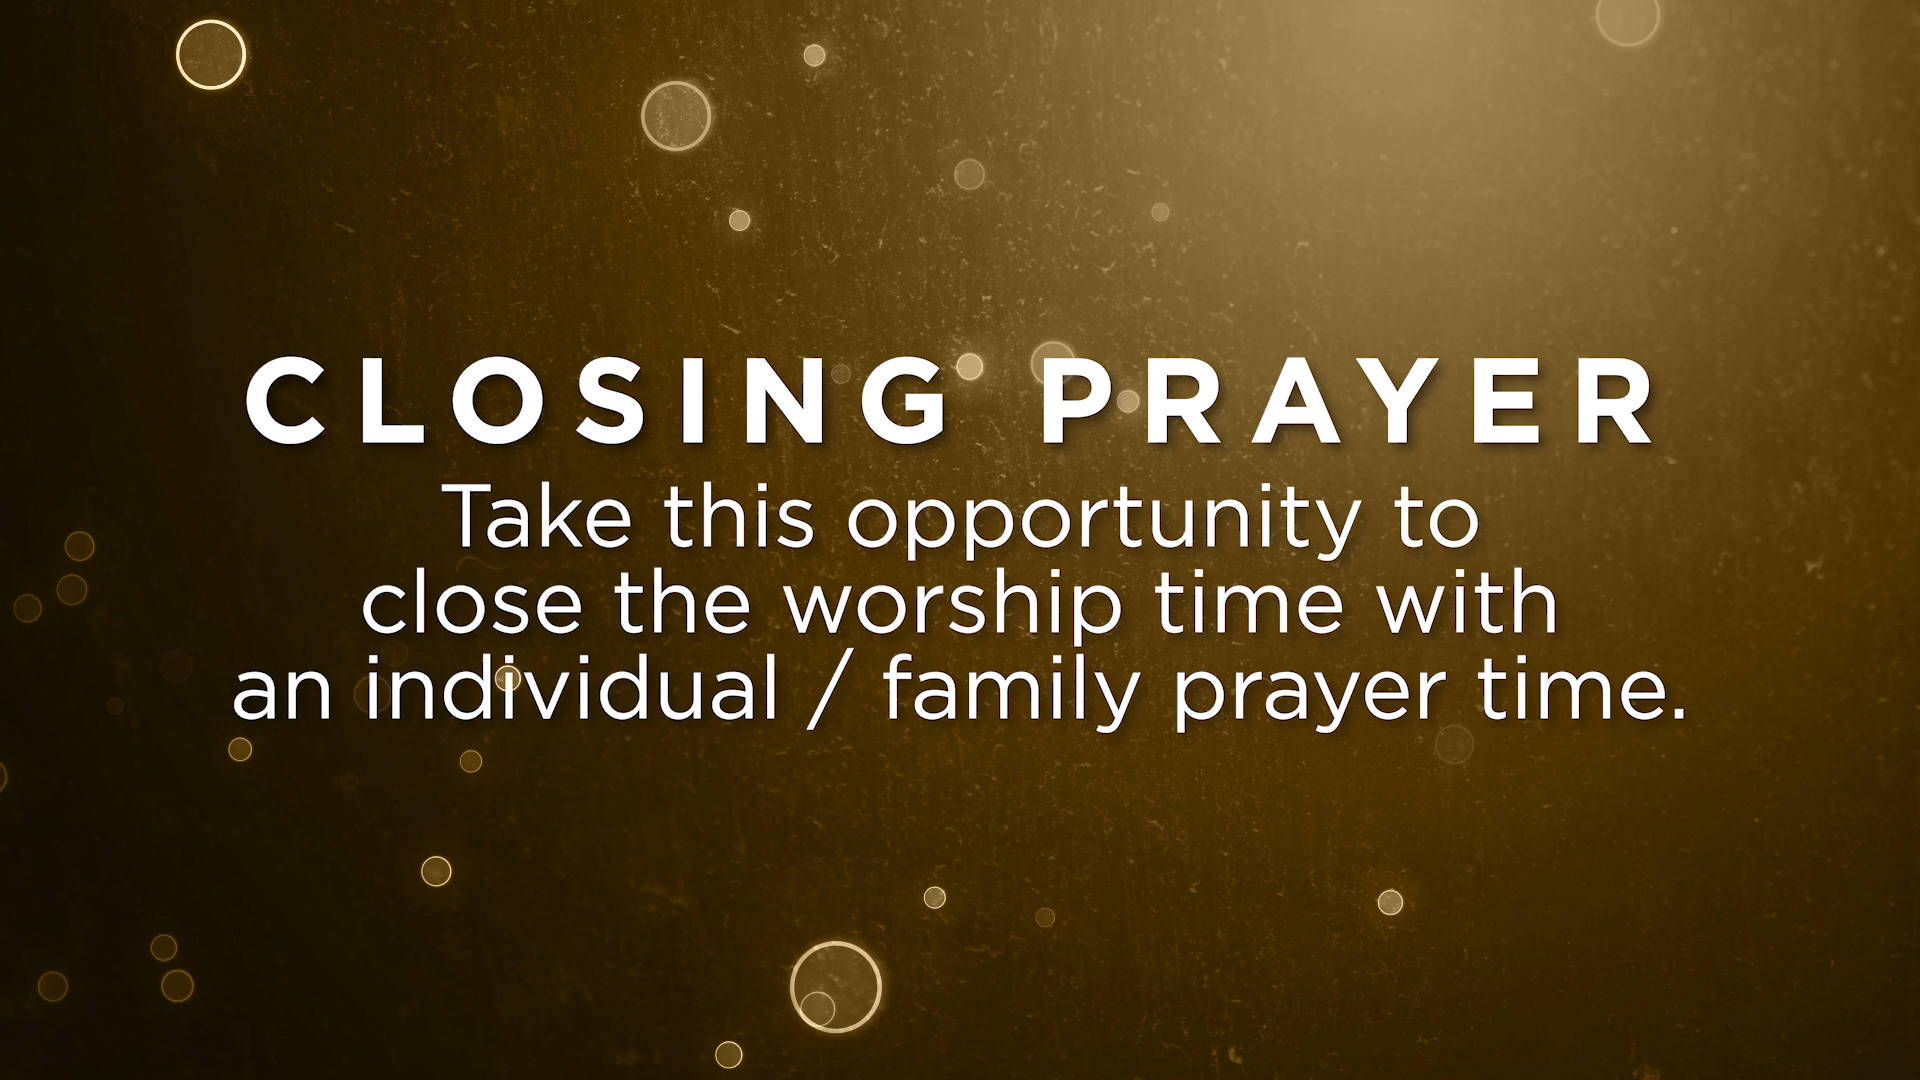 CLOSING PRAYER
Take this opportunity to
close the worship time with
an individual / family prayer time.